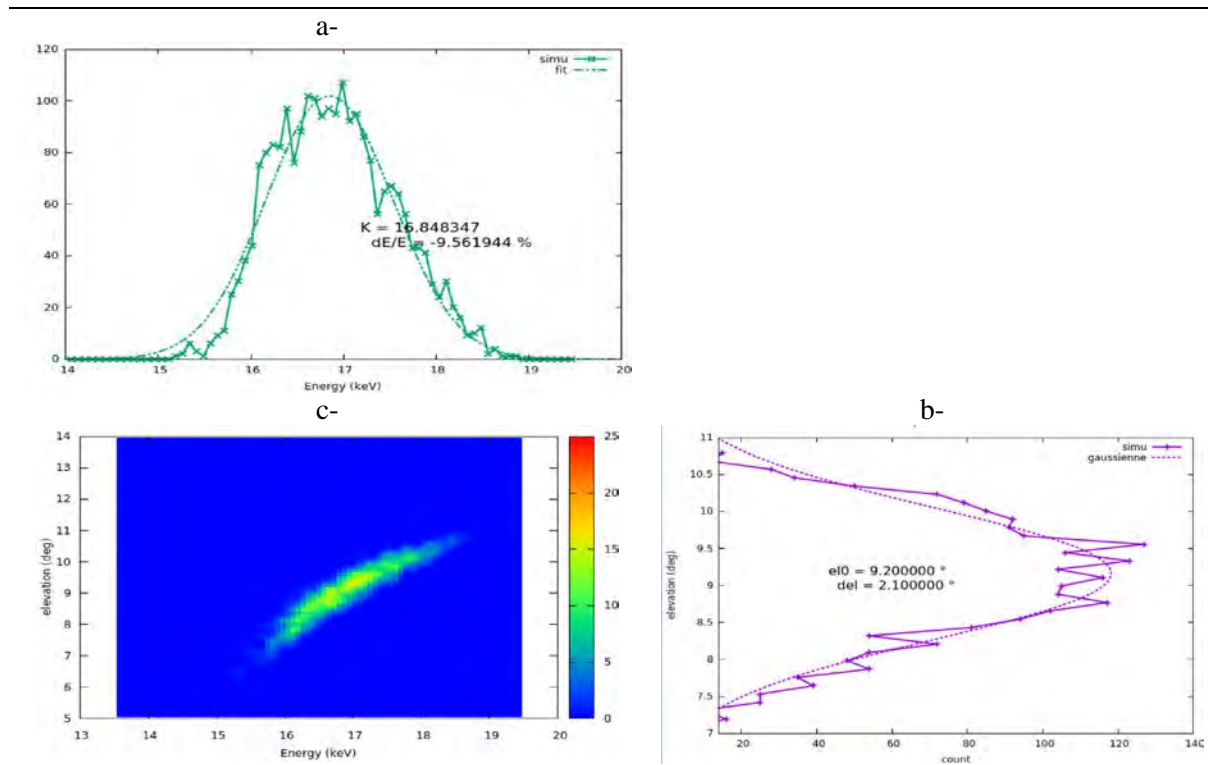 a-
120
100
80
60
40
20
0
simu
fit
K = 16.848347
dE/E = -9.561944 %
14 15 16 17 18 19 20
Energy (keV)
c-
14
13
12
11
10
9
8
7
6
5
elevation (deg)
25
20
15
10
5
0
13 14 15 16 17 18 19 20
Energy (keV)
b-
11
10.5
10
9.5
9
8.5
8
7.5
7
elevation (deg)
simu
gaussienne
el0 = 9.200000 °
del = 2.100000 °
20 40 60 80 100 120 140
count